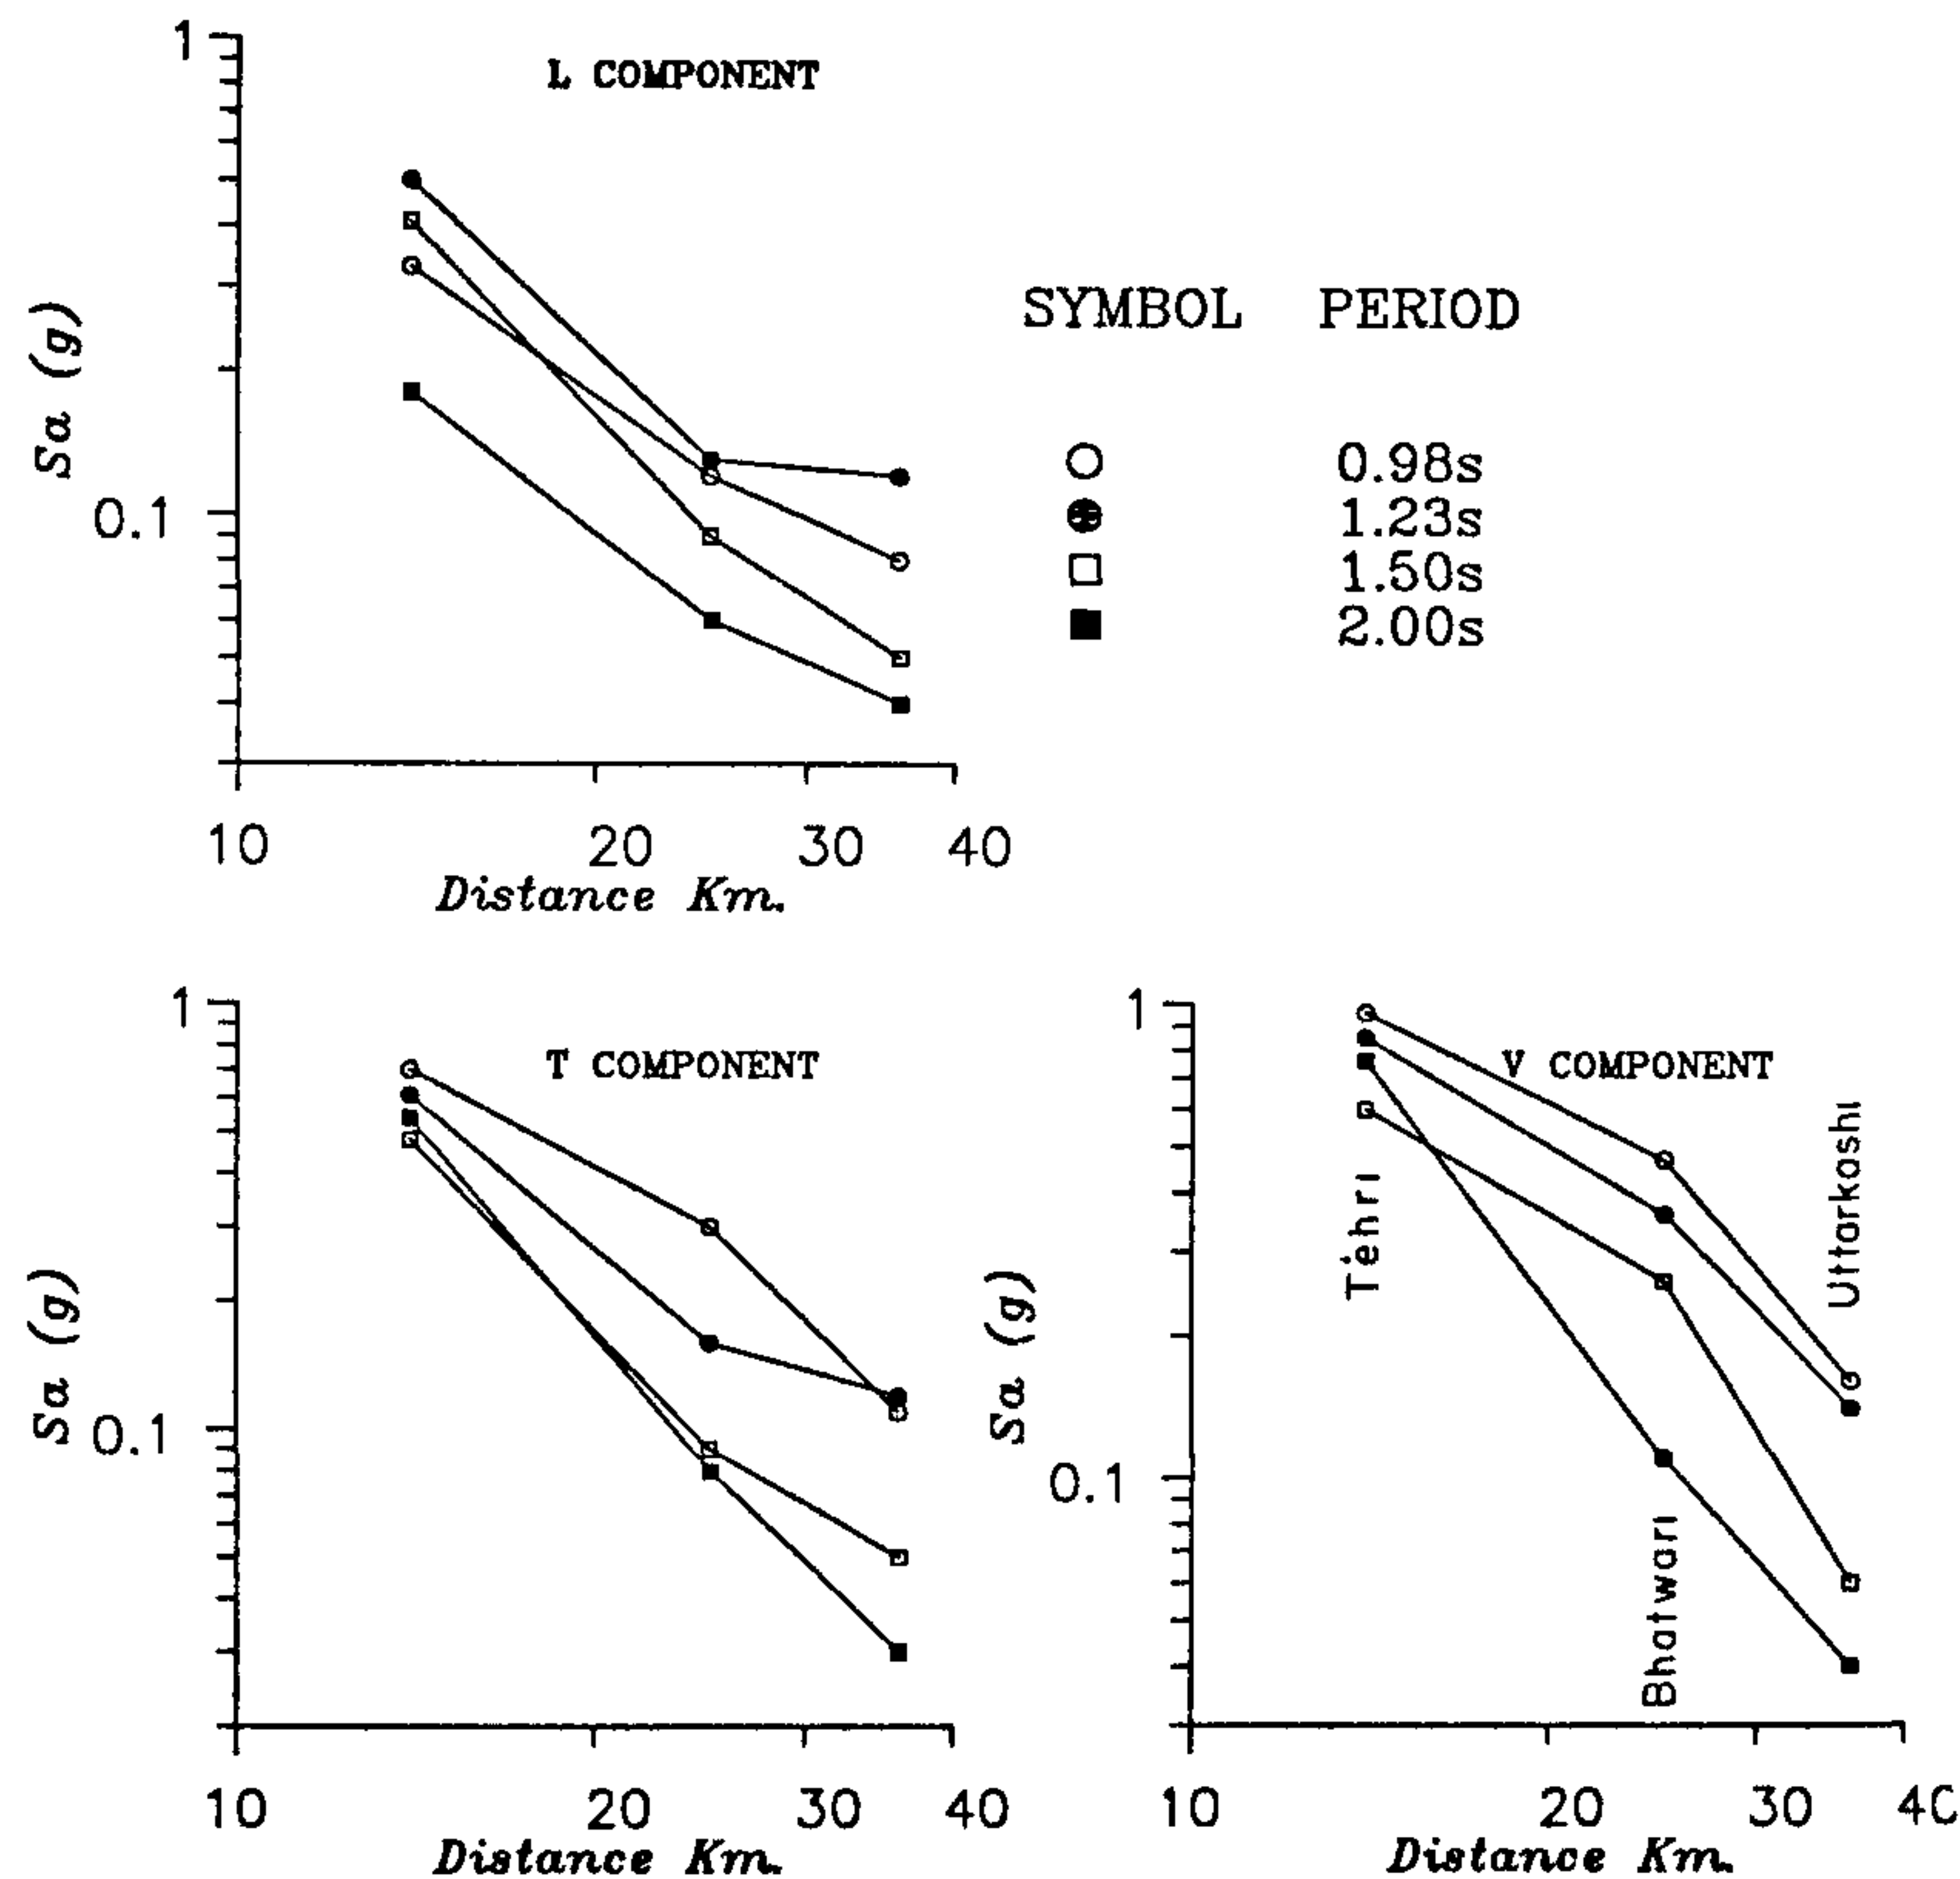 1
L COMPONENT
Sa (g)
0.1
10 20 30 40
Distance Km.
SYMBOL PERIOD
0.98s
1.23s
1.50s
2.00s
1
T COMPONENT
Sa (g)
0.1
10 20 30 40
Distance Km.
1
V COMPONENT
Sa (g)
0.1
Tehri
Bhatwari
Uttarkashi
10 20 30 40
Distance Km.